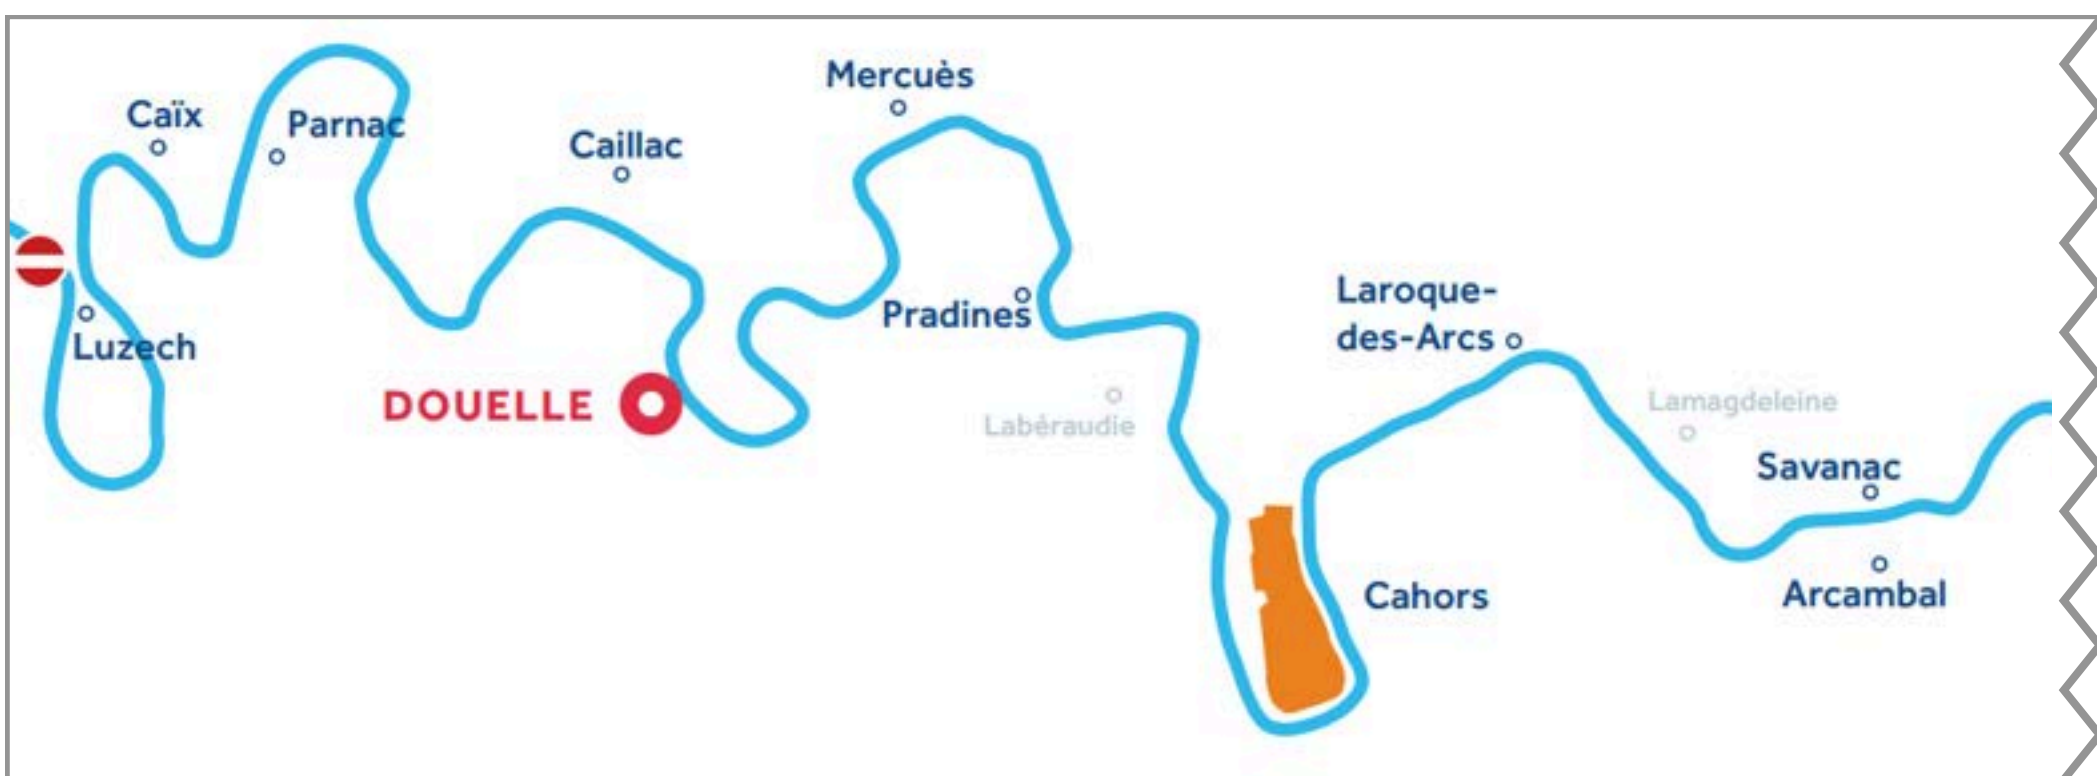 Mercuès
Caïx
Parnac
Caillac
Laroque-
des-Arcs
Pradines
Luzech
DOUELLE
Labéraudie
Lamagdeleine
Savanac
Cahors
Arcambal